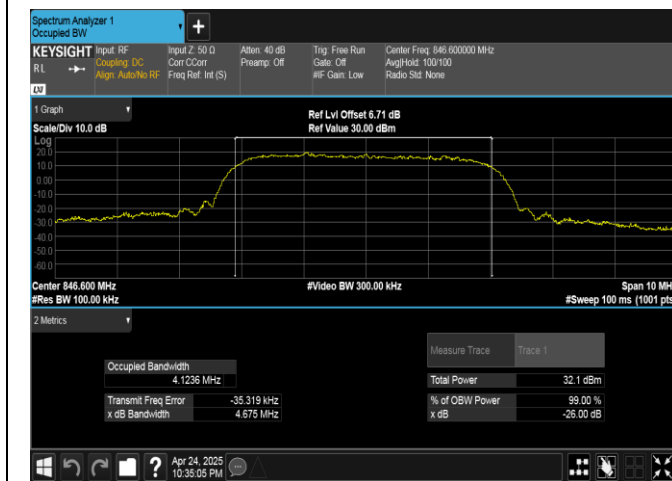 Spectrum Analyzer 1
Occupied BW
+
KEYSIGHT Input: RF Input Z: 50 Ω Atten: 40 dB Trig: Free Run Center Freq: 846.600000 MHz
RL Coupling: DC Corr CCorr Preamp: Off Gate: Off Avg|Hold: 100/100
Align: Auto/No RF Freq Ref: Int (S) #IF Gain: Low Radio Std: None
LXI
1 Graph
Ref Lvl Offset 6.71 dB
Scale/Div 10.0 dB Ref Value 30.00 dBm
Log
20.0
10.0
0.00
-10.0
-20.0
-30.0
-40.0
-50.0
-60.0
Center 846.600 MHz #Video BW 300.00 kHz Span 10 MH
#Res BW 100.00 kHz #Sweep 100 ms (1001 pts
2 Metrics
Measure Trace Trace 1
Occupied Bandwidth
4.1236 MHz Total Power 32.1 dBm
Transmit Freq Error -35.319 kHz % of OBW Power 99.00 %
x dB Bandwidth 4.675 MHz x dB -26.00 dB
? Apr 24, 2025
10:35:05 PM